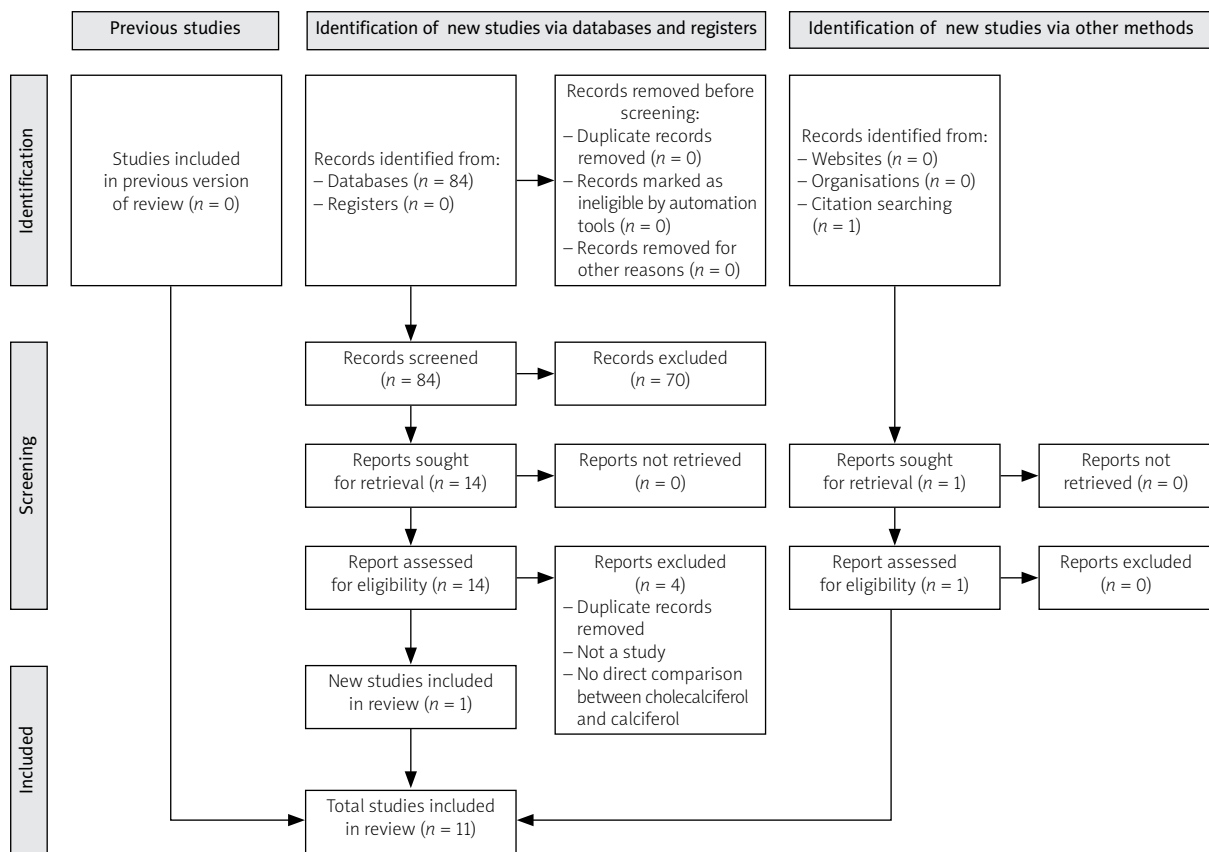 Previous studies
Identification of new studies via databases and registers
Identification of new studies via other methods
Identification
Studies included
in previous version
of review (n = 0)
Records identified from:
– Databases (n = 84)
– Registers (n = 0)
Records removed before
screening:
– Duplicate records
removed (n = 0)
– Records marked as
ineligible by automation
tools (n = 0)
– Records removed for
other reasons (n = 0)
Records identified from:
– Websites (n = 0)
– Organisations (n = 0)
– Citation searching
(n = 1)
Screening
Records screened
(n = 84)
Records excluded
(n = 70)
Reports sought
for retrieval (n = 14)
Reports not retrieved
(n = 0)
Reports sought
for retrieval (n = 1)
Reports not
retrieved (n = 0)
Report assessed
for eligibility (n = 14)
Reports excluded
(n = 4)
– Duplicate records
removed
– Not a study
– No direct comparison
between cholecalciferol
and calciferol
Report assessed
for eligibility (n = 1)
Reports excluded
(n = 0)
Included
New studies included
in review (n = 1)
Total studies included
in review (n = 11)